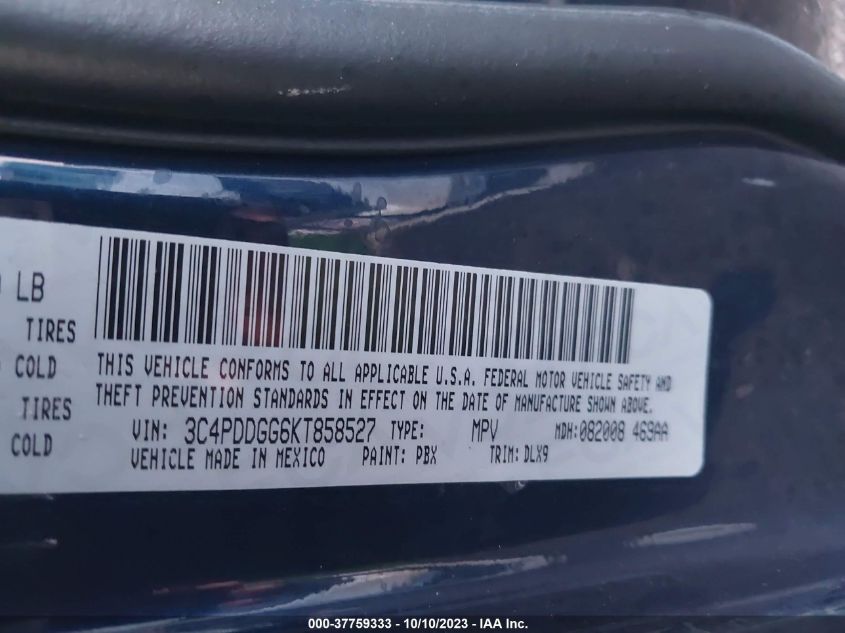 LB
TIRES
COLD
TIRES
COLD
THIS VEHICLE CONFORMS TO ALL APPLICABLE U.S.A. FEDERAL MOTOR VEHICLE SAFETY AND
THEFT PREVENTION STANDARDS IN EFFECT ON THE DATE OF MANUFACTURE SHOWN ABOVE.
VIN: 3C4PDDGG6KT858527 TYPE: MPV MDH:082008 469AA
VEHICLE MADE IN MEXICO PAINT: PBX TRIM: DLX9
000-37759333 - 10/10/2023 - IAA Inc.